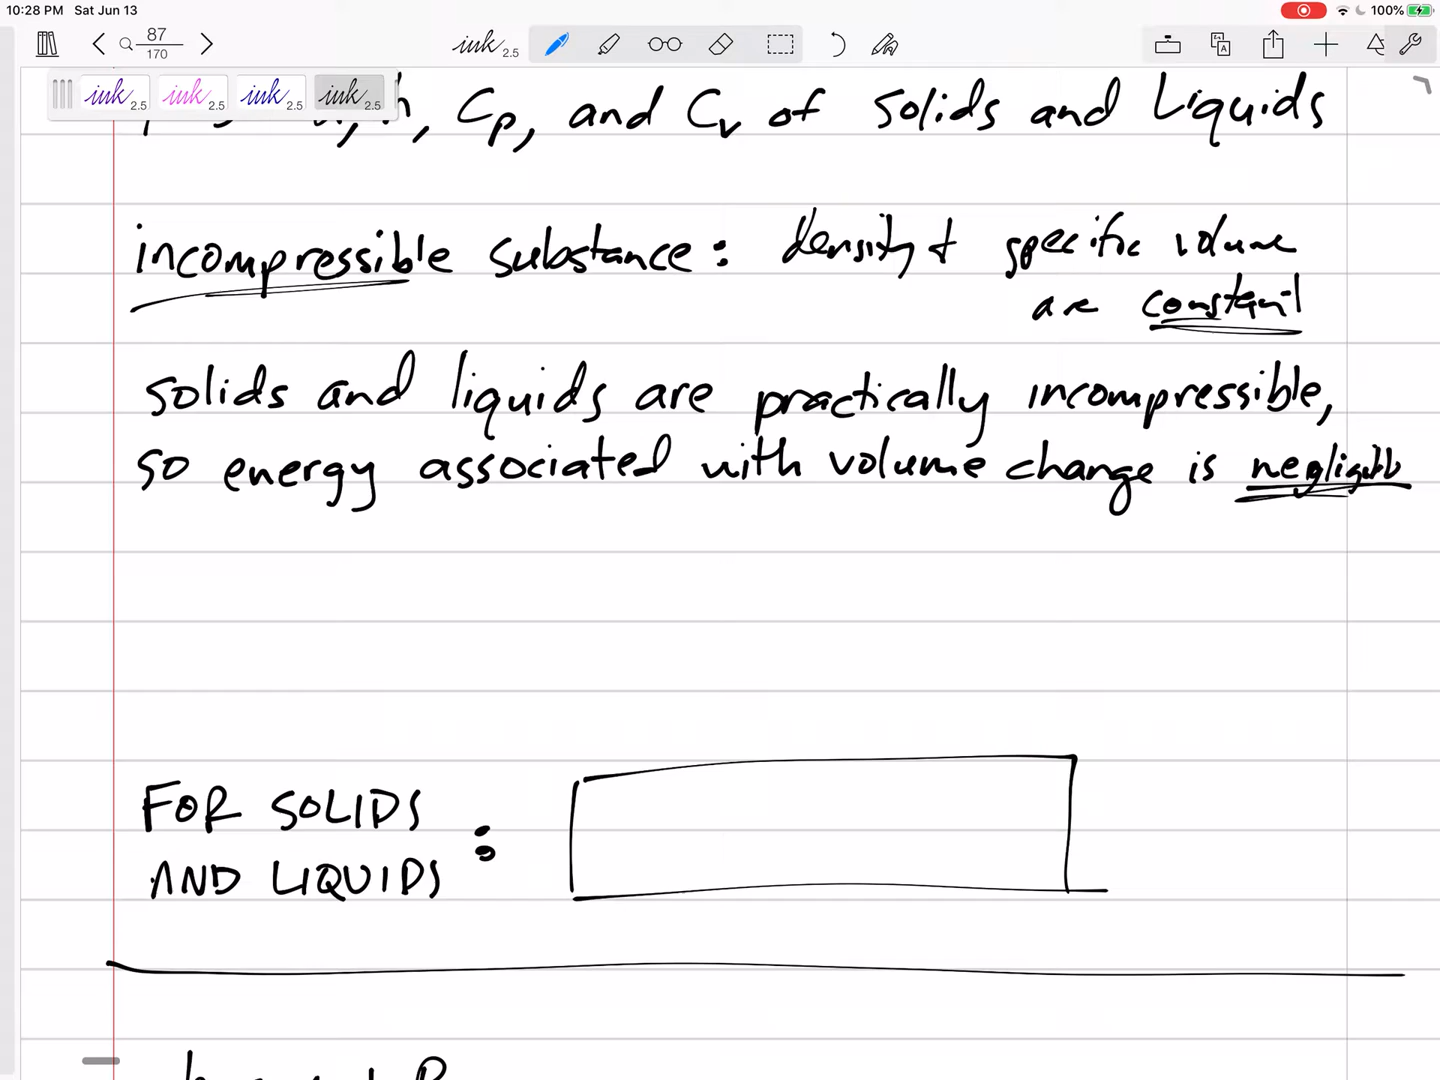 10:28 PM Sat Jun 13
100%
87
170
ink 2.5
ink 2.5 ink 2.5 ink 2.5 ink 2.5
Cp, and Cv of Solids and Liquids
incompressible substance: density + specific volume
are constant
solids and liquids are practically incompressible,
so energy associated with volume change is negligible
FOR SOLIDS
AND LIQUIDS :